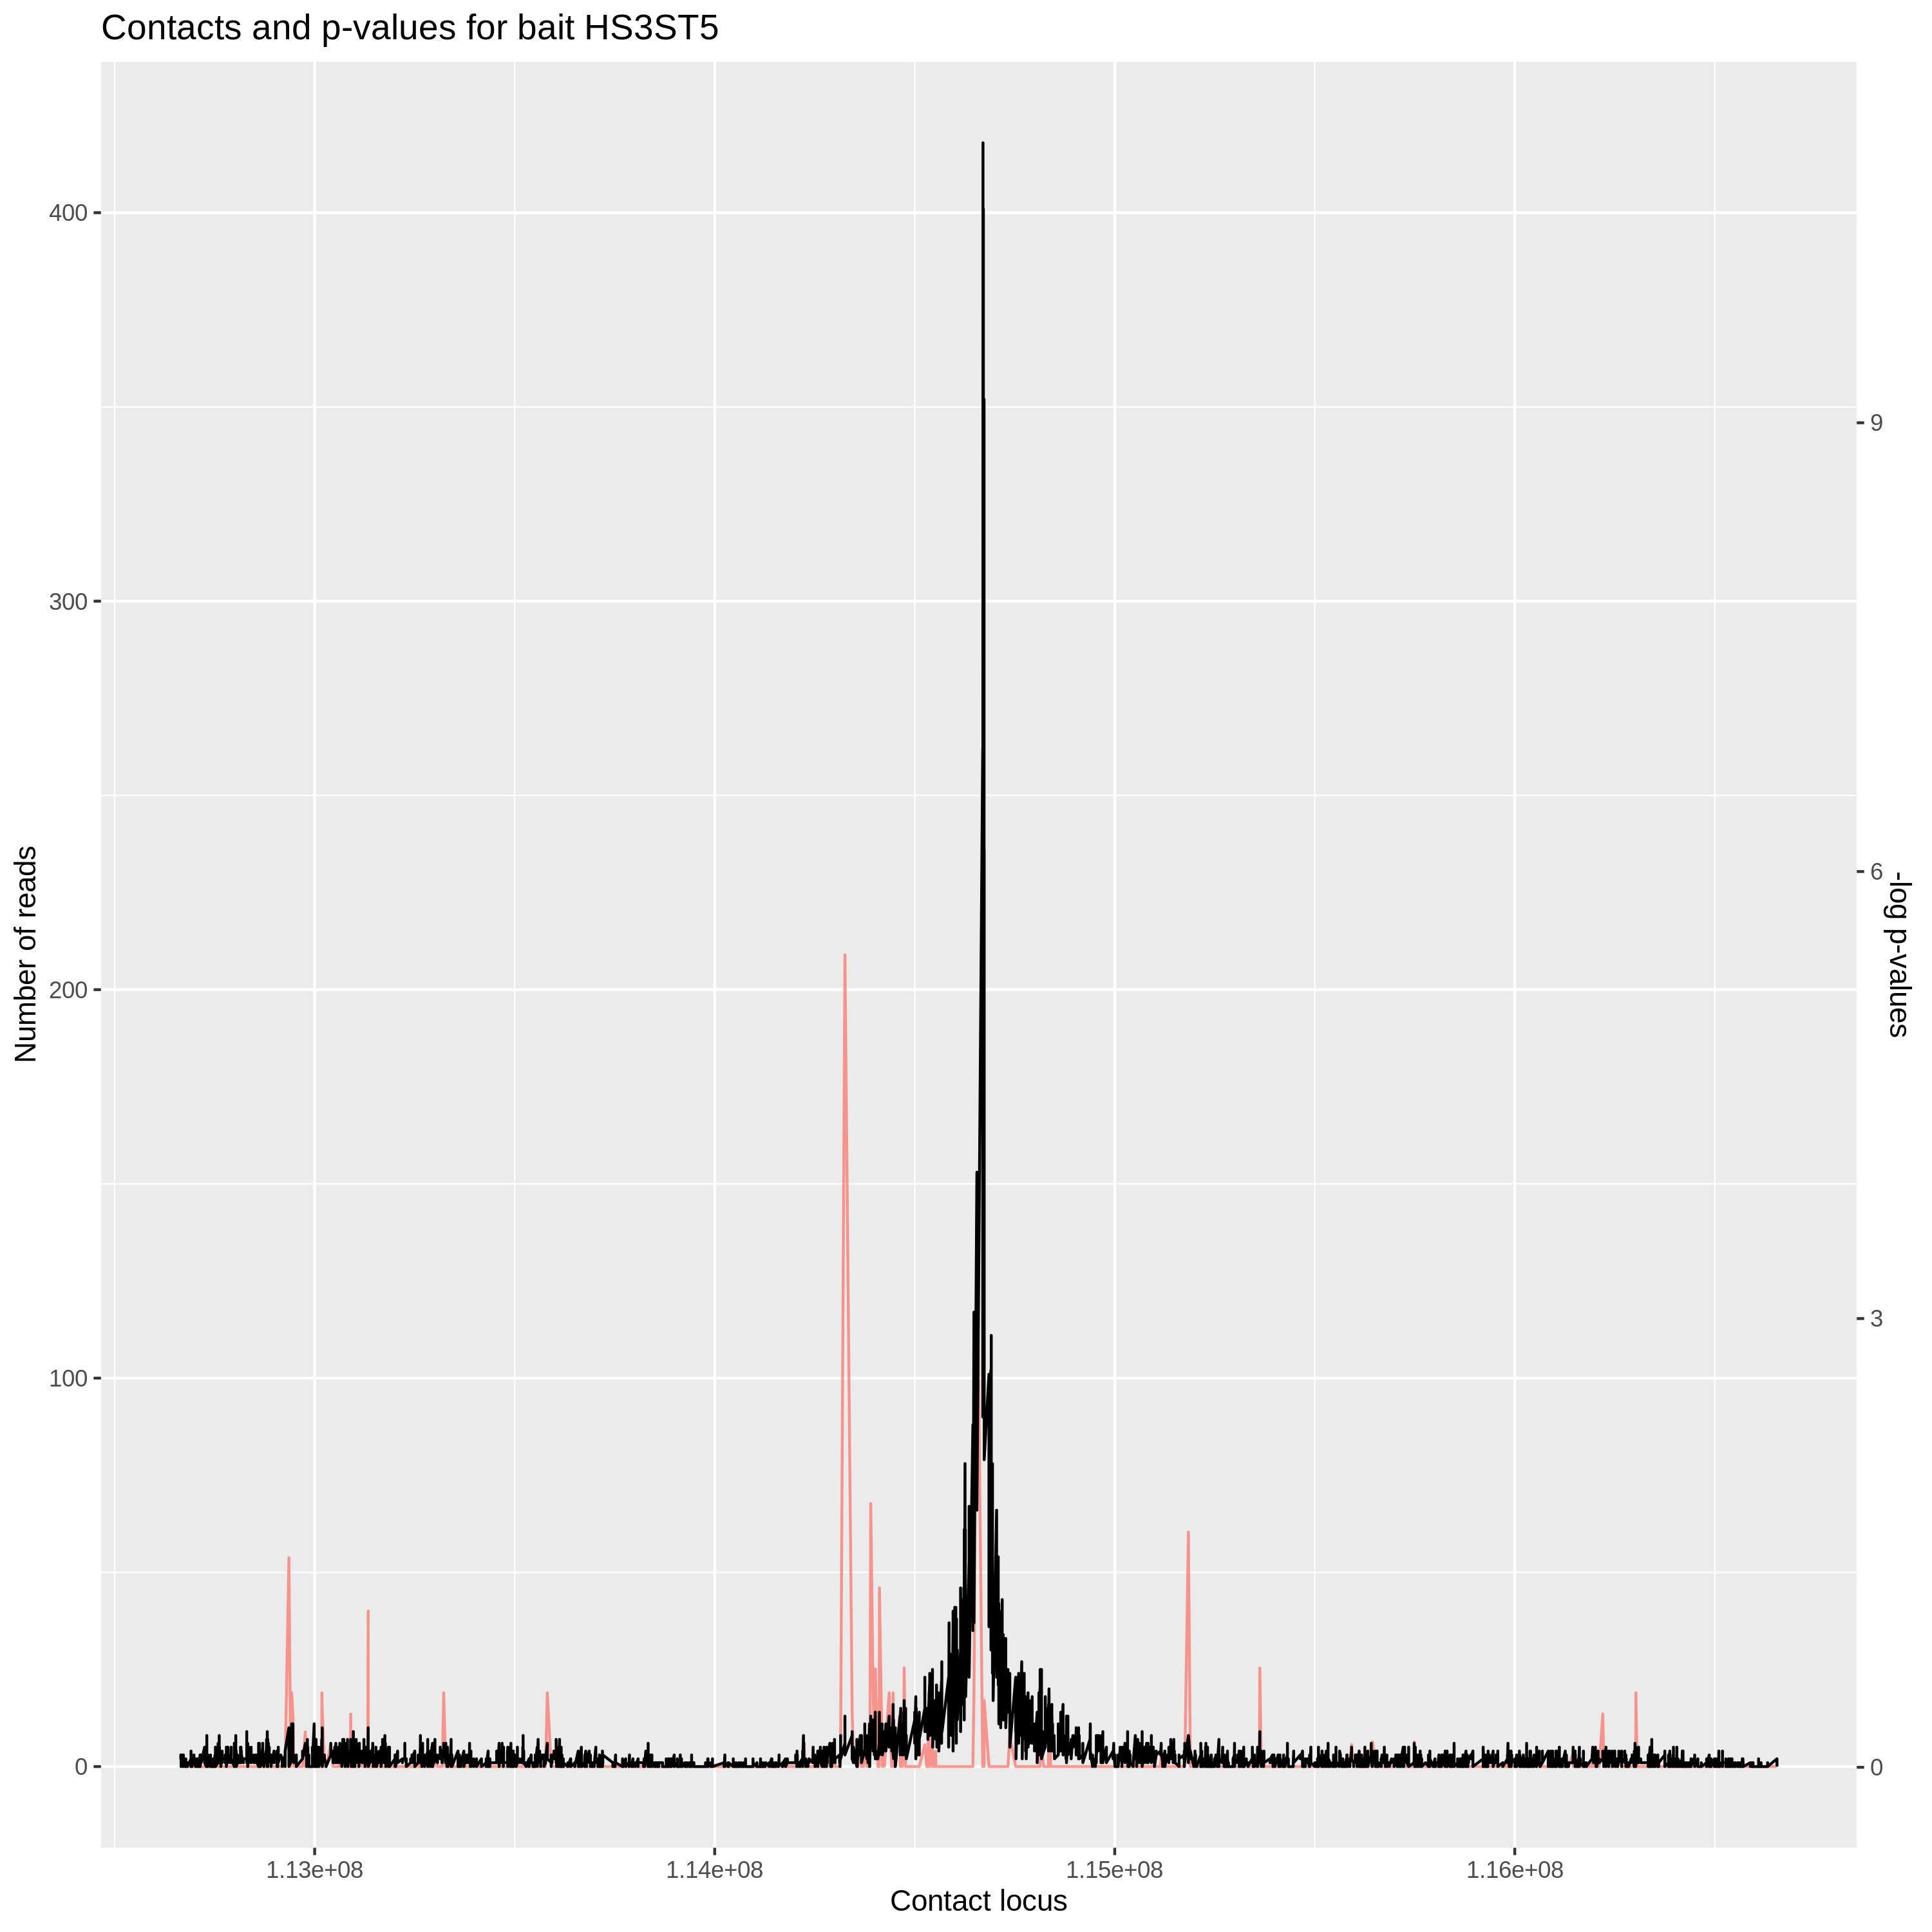 Contacts and p-values for bait HS3ST5
400
300
200
100
0
Number of reads
9
6
3
0
-log p-values
1.13e+08
1.14e+08
1.15e+08
1.16e+08
Contact locus